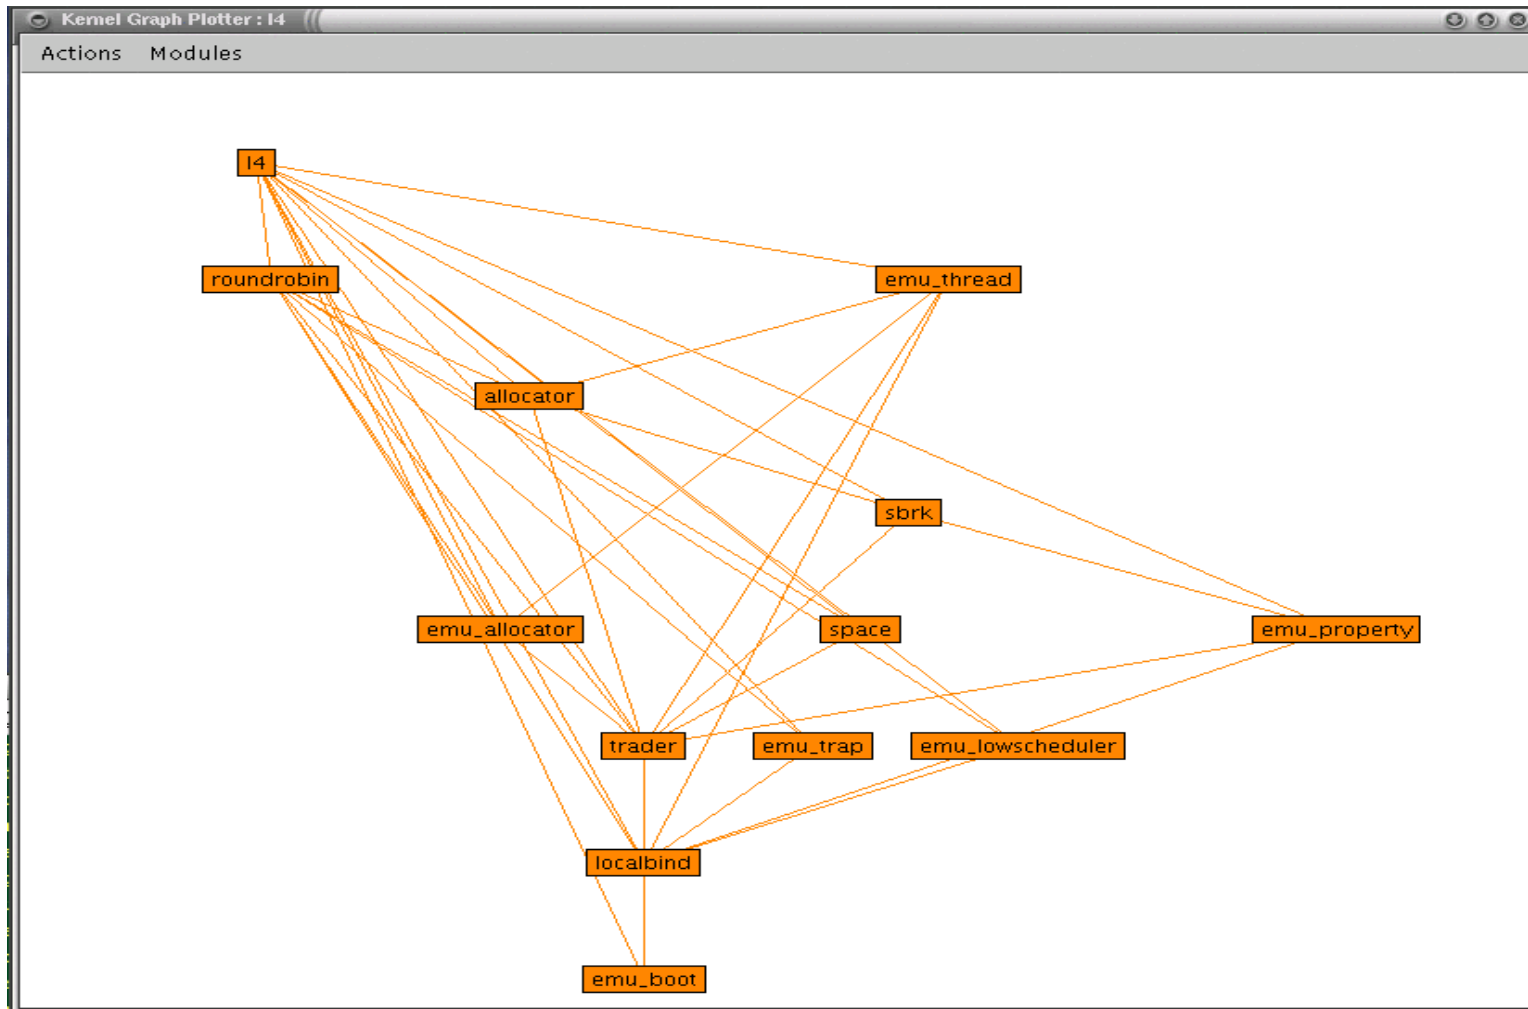 Kernel Graph Plotter : l4
Actions Modules
l4
roundrobin emu_thread
allocator
sbrk
emu_allocator space emu_property
trader emu_trap emu_lowscheduler
localbind
emu_boot